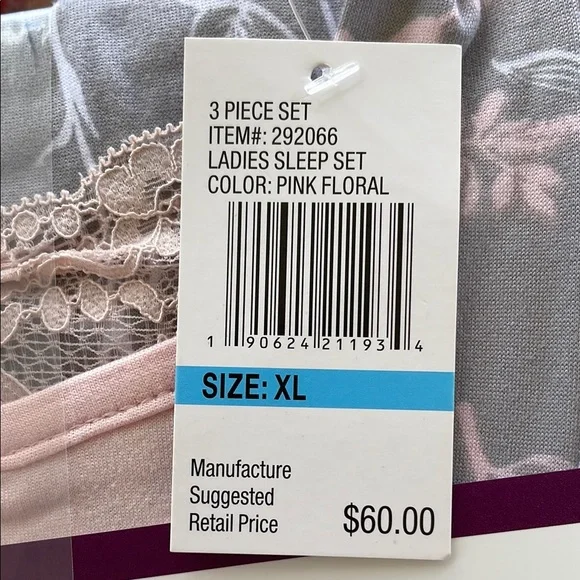 3 PIECE SET
ITEM#: 292066
LADIES SLEEP SET
COLOR: PINK FLORAL
1 90624 21193 4
SIZE: XL
Manufacture
Suggested
Retail Price $60.00